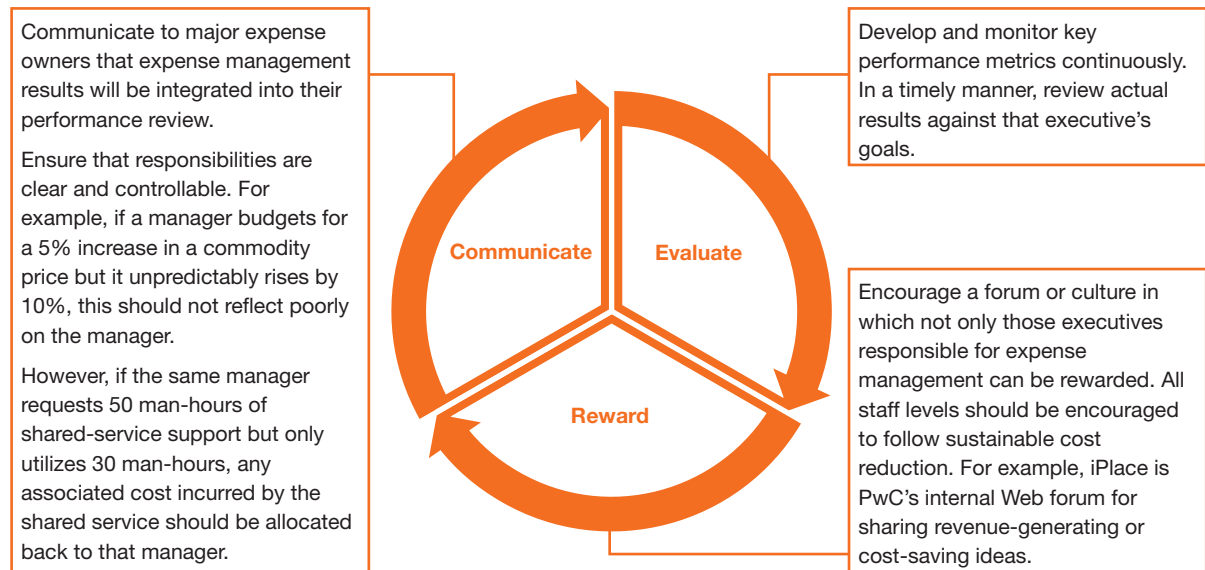 Communicate to major expense
owners that expense management
results will be integrated into their
performance review.
Ensure that responsibilities are
clear and controllable. For
example, if a manager budgets for
a 5% increase in a commodity
price but it unpredictably rises by
10%, this should not reflect poorly
on the manager.
However, if the same manager
requests 50 man-hours of
shared-service support but only
utilizes 30 man-hours, any
associated cost incurred by the
shared service should be allocated
back to that manager.
Communicate
Evaluate
Reward
Develop and monitor key
performance metrics continuously.
In a timely manner, review actual
results against that executive’s
goals.
Encourage a forum or culture in
which not only those executives
responsible for expense
management can be rewarded. All
staff levels should be encouraged
to follow sustainable cost
reduction. For example, iPlace is
PwC’s internal Web forum for
sharing revenue-generating or
cost-saving ideas.